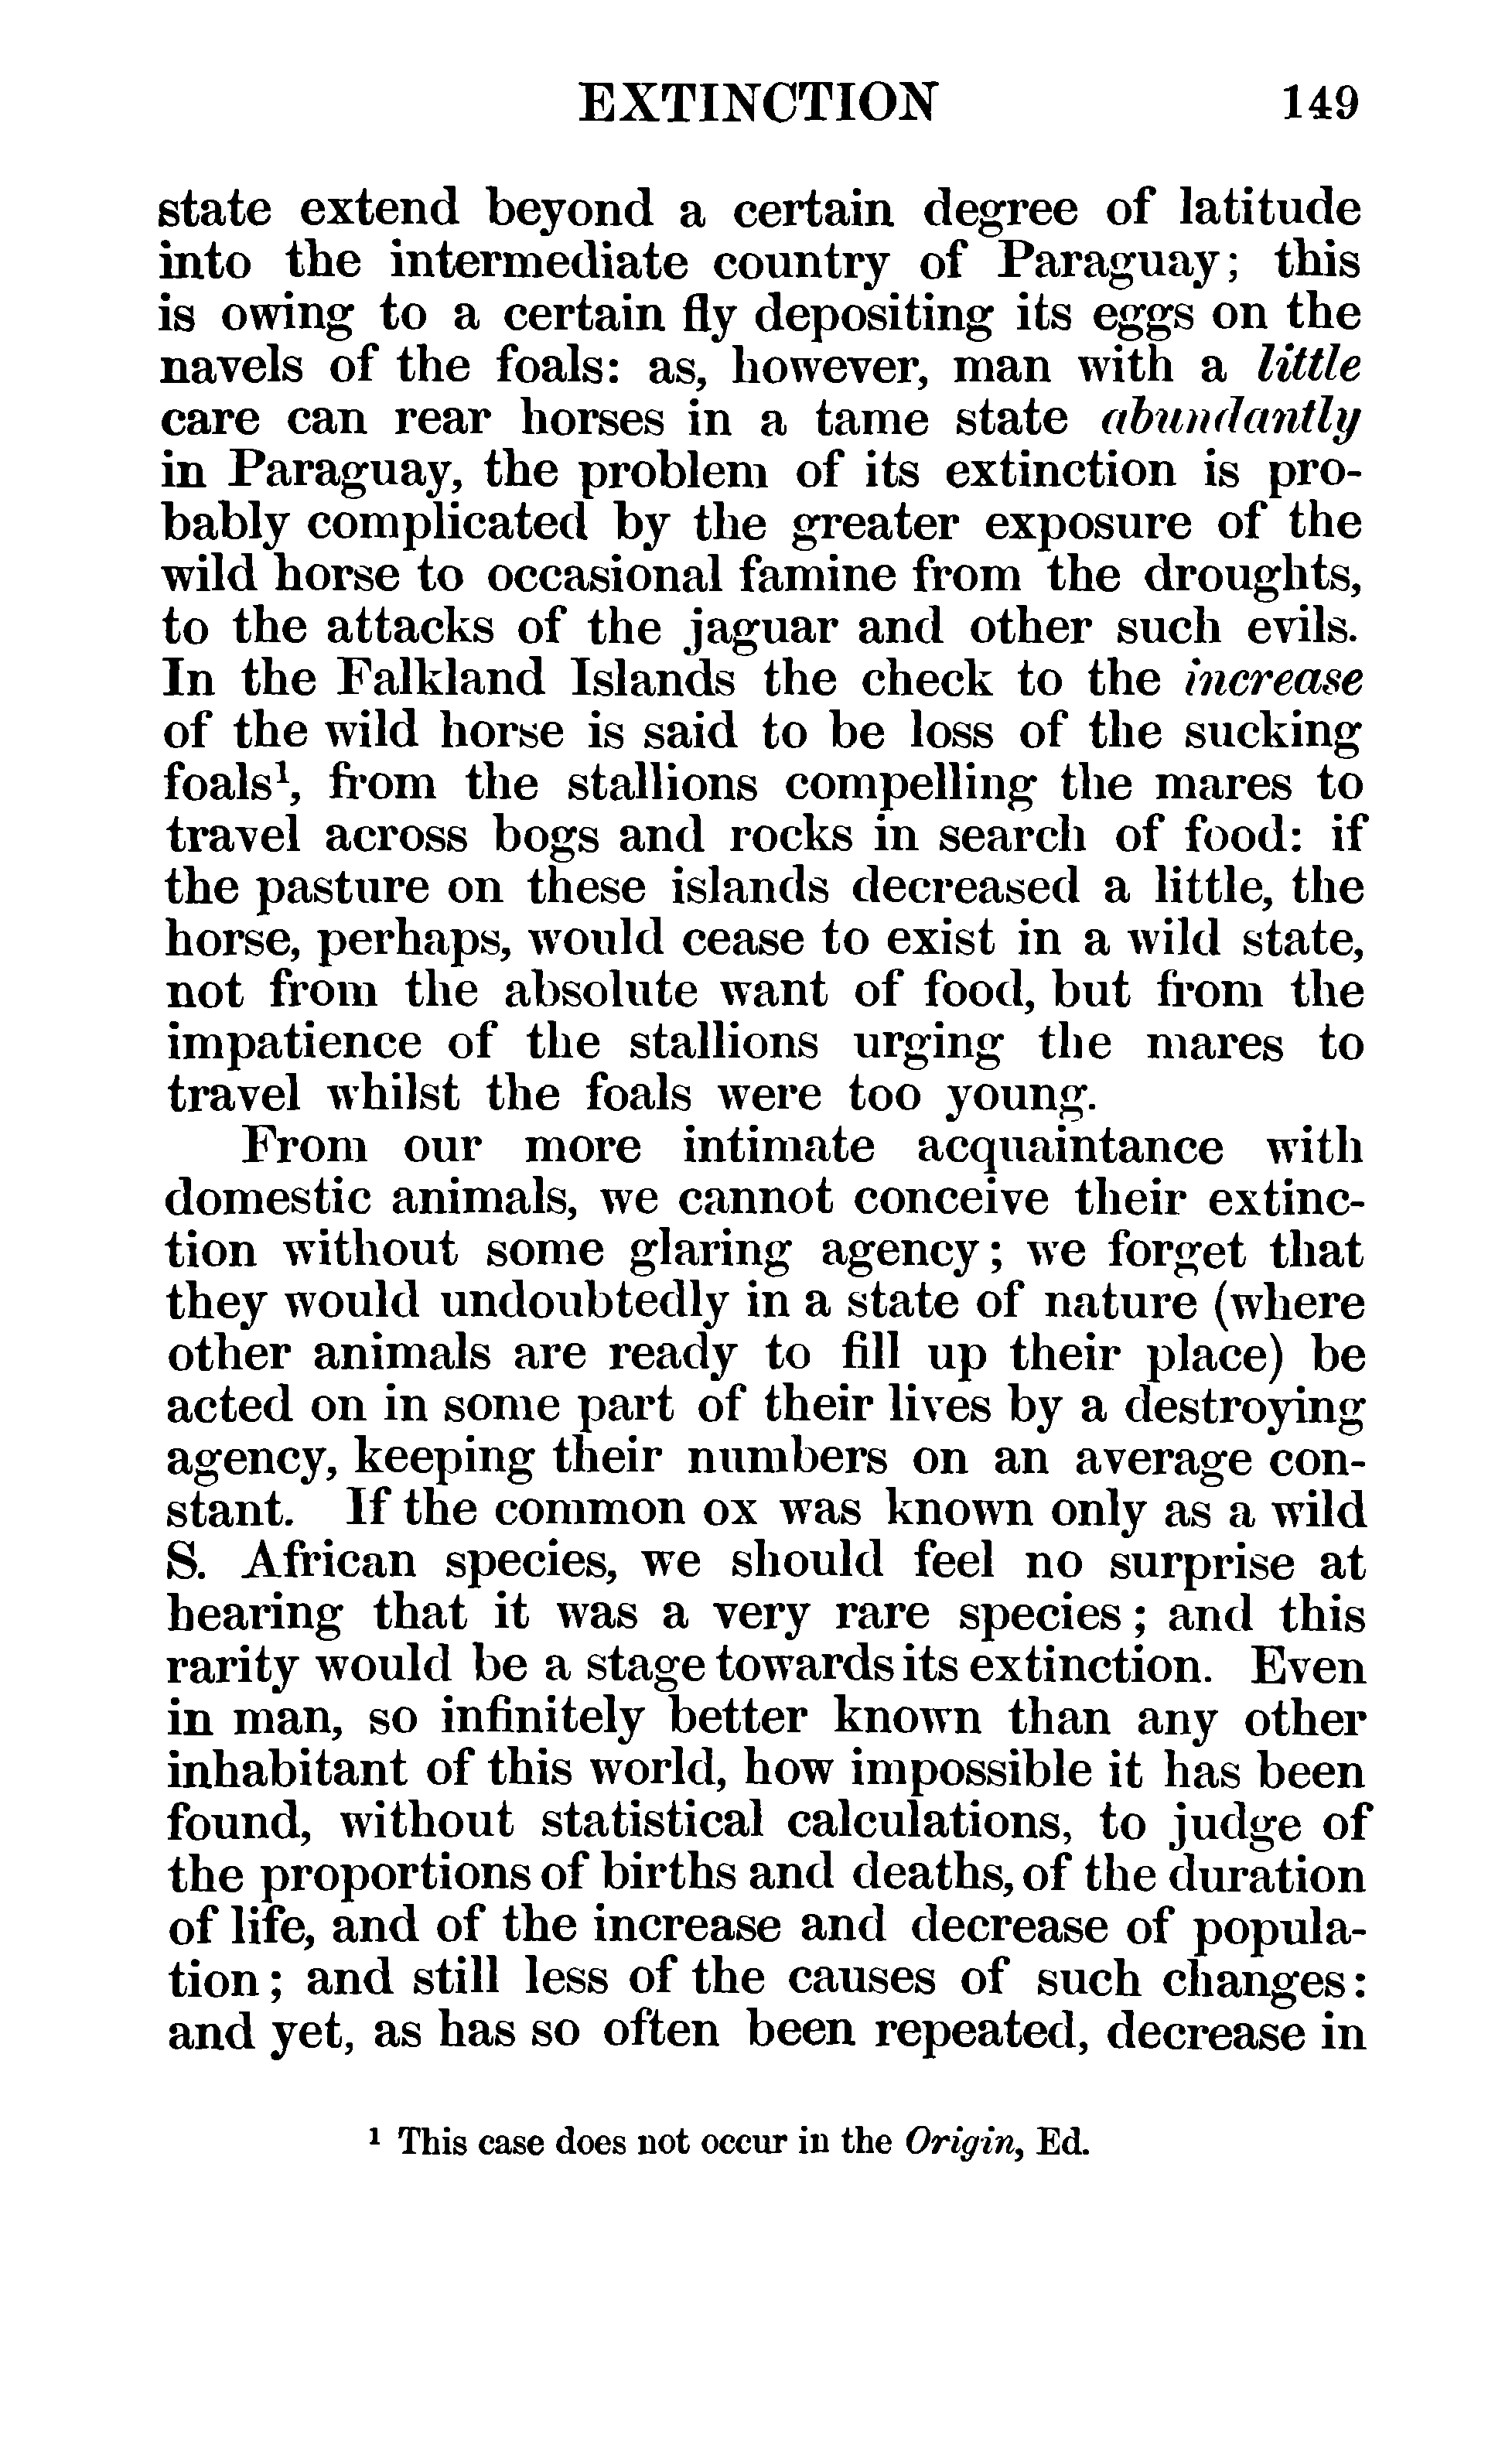 EXTINCTION 149
state extend beyond a certain degree of latitude
into the intermediate country of Paraguay; this
is owing to a certain fly depositing its eggs on the
navels of the foals: as, however, man with a little
care can rear horses in a tame state abundantly
in Paraguay, the problem of its extinction is pro-
bably complicated by the greater exposure of the
wild horse to occasional famine from the droughts,
to the attacks of the jaguar and other such evils.
In the Falkland Islands the check to the increase
of the wild horse is said to be loss of the sucking
foals¹, from the stallions compelling the mares to
travel across bogs and rocks in search of food: if
the pasture on these islands decreased a little, the
horse, perhaps, would cease to exist in a wild state,
not from the absolute want of food, but from the
impatience of the stallions urging the mares to
travel whilst the foals were too young.
From our more intimate acquaintance with
domestic animals, we cannot conceive their extinc-
tion without some glaring agency; we forget that
they would undoubtedly in a state of nature (where
other animals are ready to fill up their place) be
acted on in some part of their lives by a destroying
agency, keeping their numbers on an average con-
stant. If the common ox was known only as a wild
S. African species, we should feel no surprise at
hearing that it was a very rare species; and this
rarity would be a stage towards its extinction. Even
in man, so infinitely better known than any other
inhabitant of this world, how impossible it has been
found, without statistical calculations, to judge of
the proportions of births and deaths, of the duration
of life, and of the increase and decrease of popula-
tion; and still less of the causes of such changes:
and yet, as has so often been repeated, decrease in
¹ This case does not occur in the Origin, Ed.